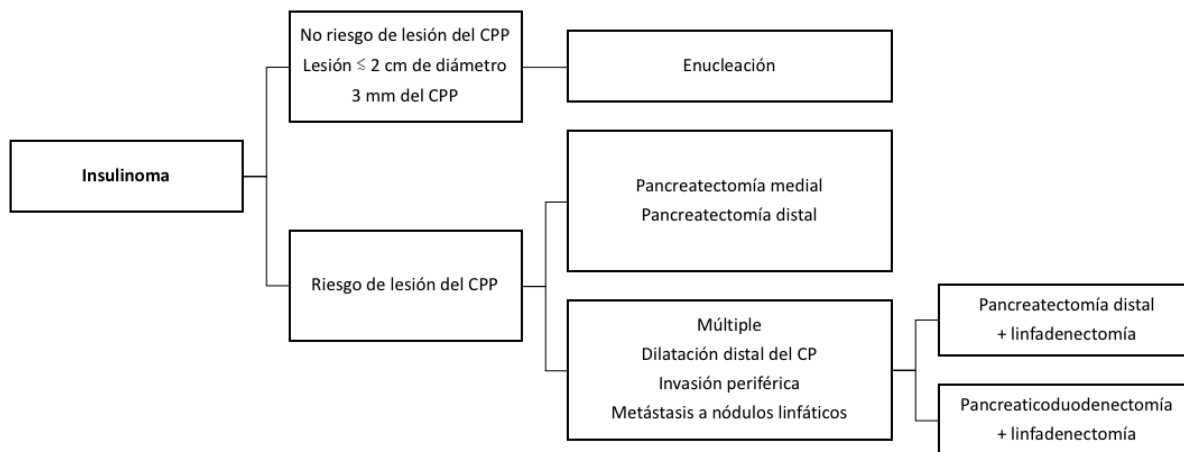 No riesgo de lesión del CPP
Lesión ≤ 2 cm de diámetro
3 mm del CPP
Enucleación
Insulinoma
Pancreatectomía medial
Pancreatectomía distal
Riesgo de lesión del CPP
Múltiple
Dilatación distal del CP
Invasión periférica
Metástasis a nódulos linfáticos
Pancreatectomía distal
+ linfadenectomía
Pancreaticoduodenectomía
+ linfadenectomía